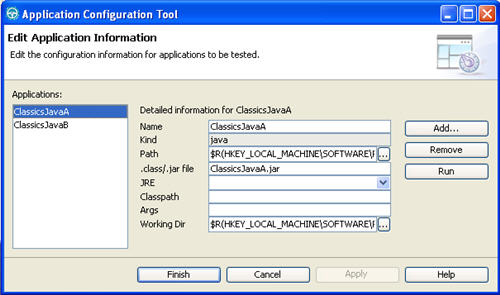 Application Configuration Tool
Edit Application Information
Edit the configuration information for applications to be tested.
Applications:
ClassicsJavaA
ClassicsJavaB
Detailed information for ClassicsJavaA
Name ClassicsJavaA
Kind java
Path $R(HKEY_LOCAL_MACHINE\SOFTWARE\F ...
.class/.jar file ClassicsJavaA.jar
JRE
Classpath
Args
Working Dir $R(HKEY_LOCAL_MACHINE\SOFTWARE\F ...
Add...
Remove
Run
Finish Cancel Apply Help